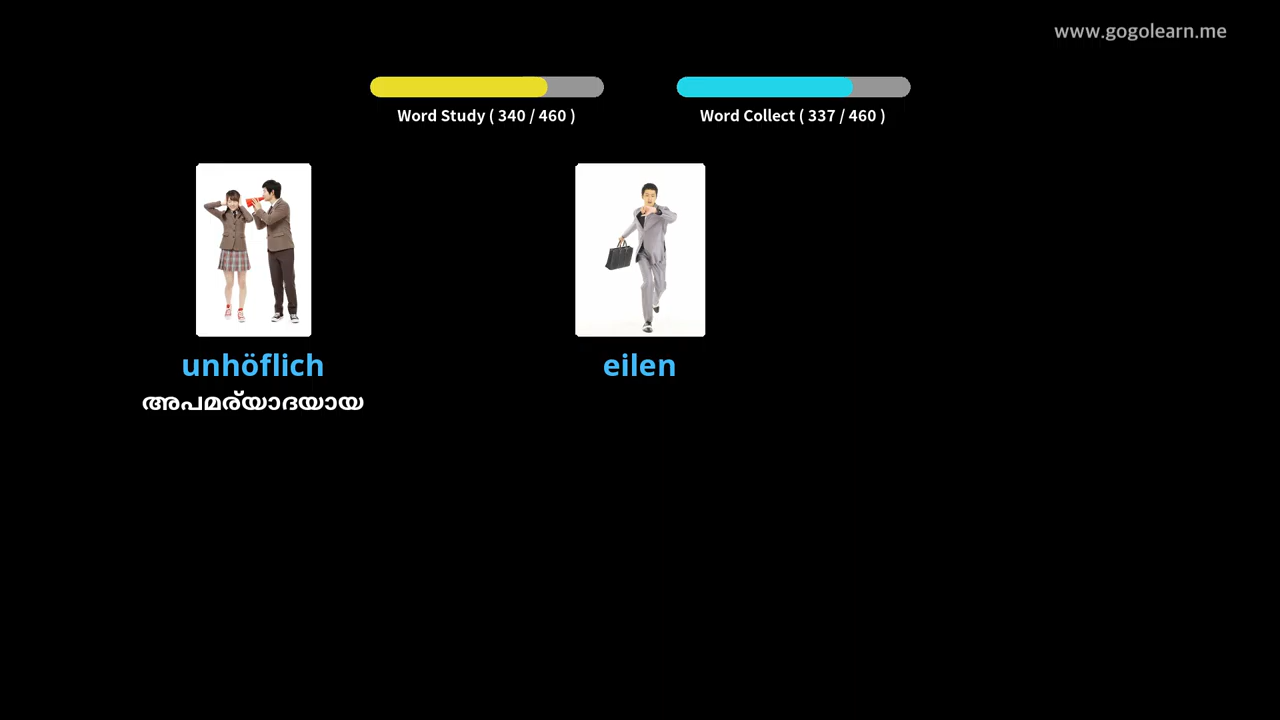 www.gogolearn.me
Word Study ( 340 / 460 )
Word Collect ( 337 / 460 )
unhöflich
eilen
അപമര്യാദയായ